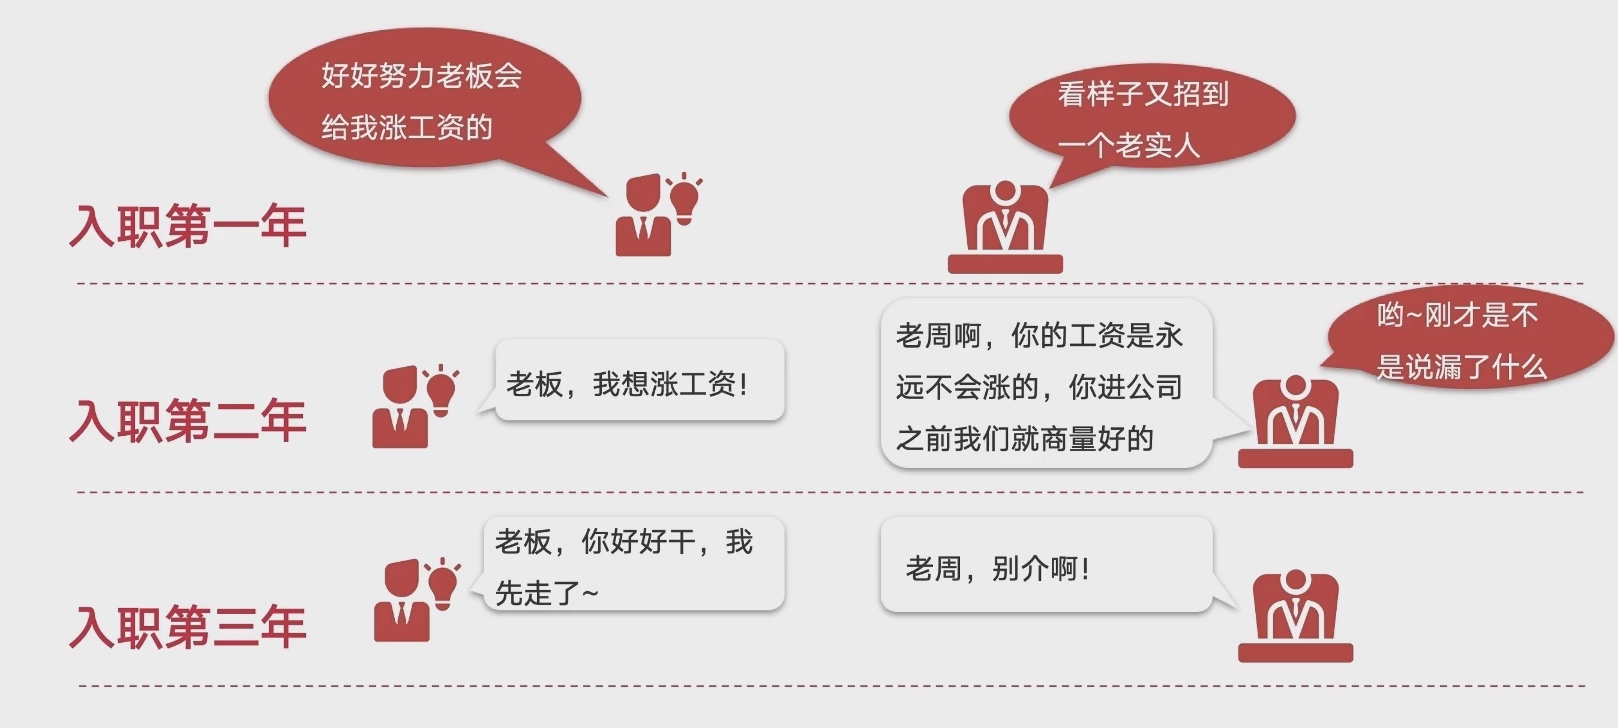 好好努力老板会
给我涨工资的
看样子又招到
一个老实人
入职第一年
老周啊，你的工资是永
远不会涨的，你进公司
之前我们就商量好的
哟~刚才是不
是说漏了什么
老板，我想涨工资！
入职第二年
老板，你好好干，我
先走了~
老周，别介啊！
入职第三年